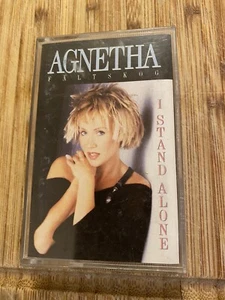 AGNETHA
FÄLTSKOG
I STAND ALONE